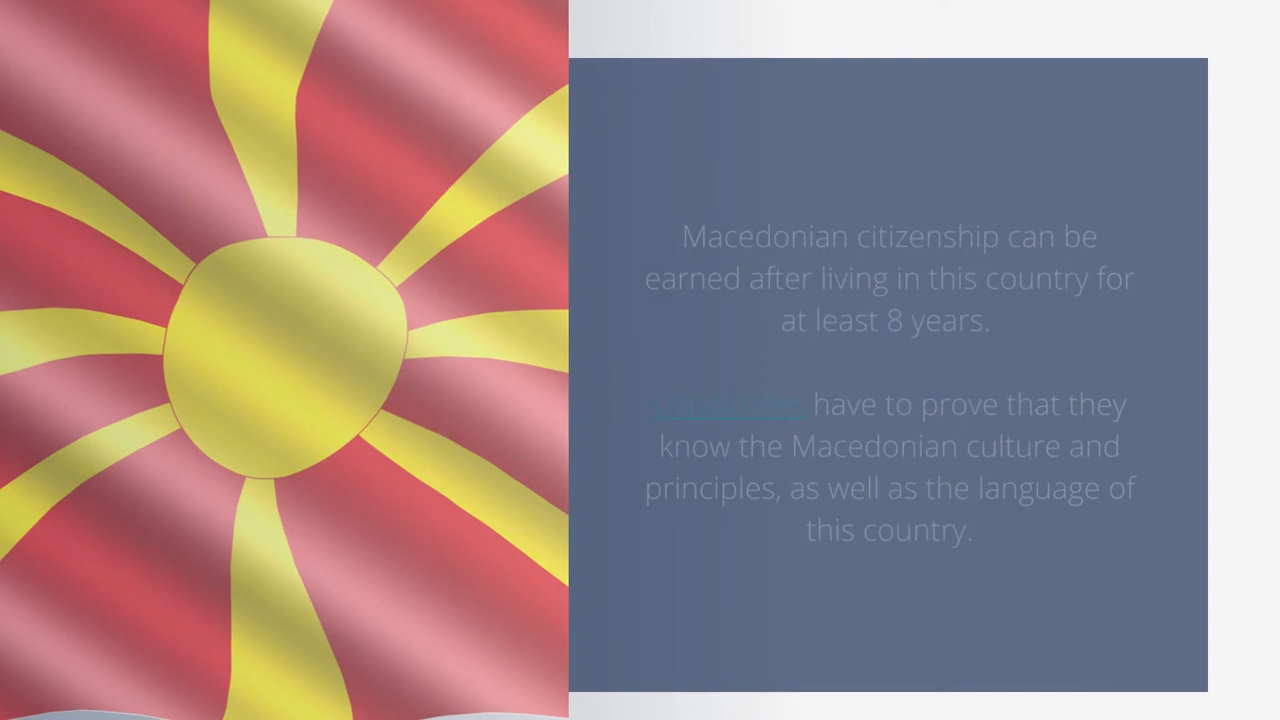 Macedonian citizenship can be
earned after living in this country for
at least 8 years.
have to prove that they
know the Macedonian culture and
principles, as well as the language of
this country.